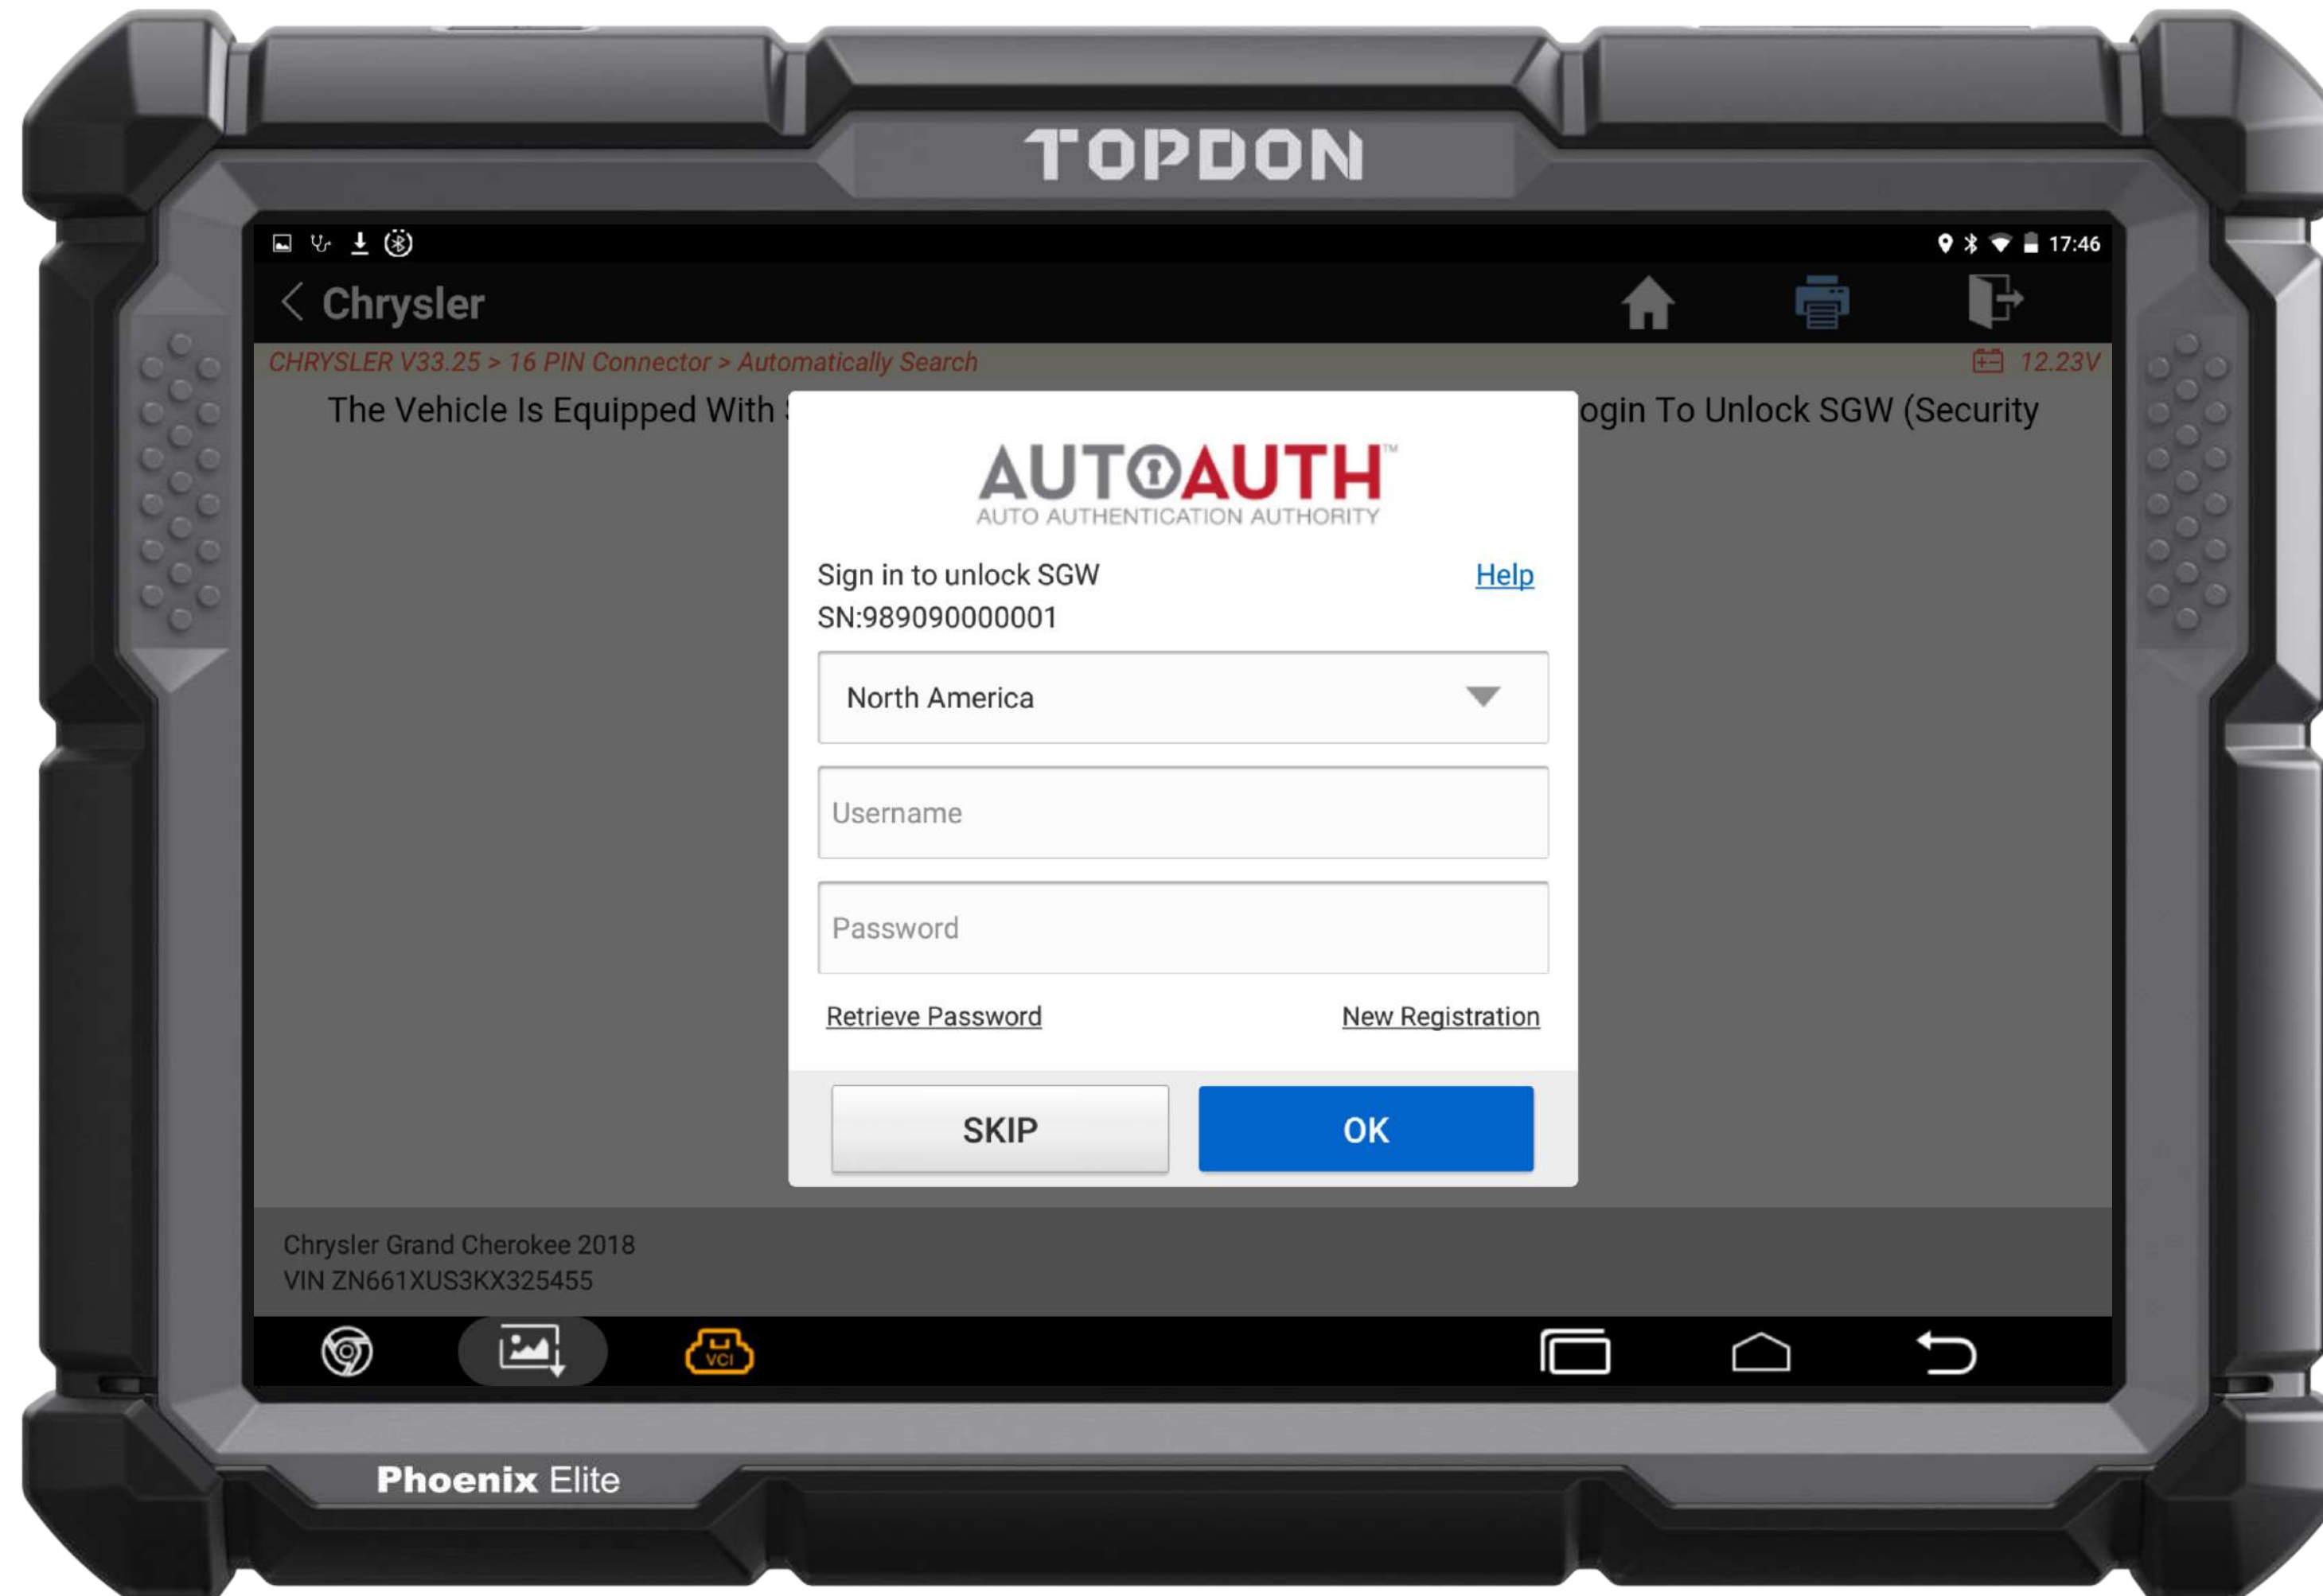 TOPDON
17:46
Chrysler
CHRYSLER V33.25 > 16 PIN Connector > Automatically Search
12.23V
The Vehicle Is Equipped With
ogin To Unlock SGW (Security
AUTOAUTH™
AUTO AUTHENTICATION AUTHORITY
Sign in to unlock SGW
Help
SN:989090000001
North America
Username
Password
Retrieve Password
New Registration
SKIP
OK
Chrysler Grand Cherokee 2018
VIN ZN661XUS3KX325455
VCI
Phoenix Elite